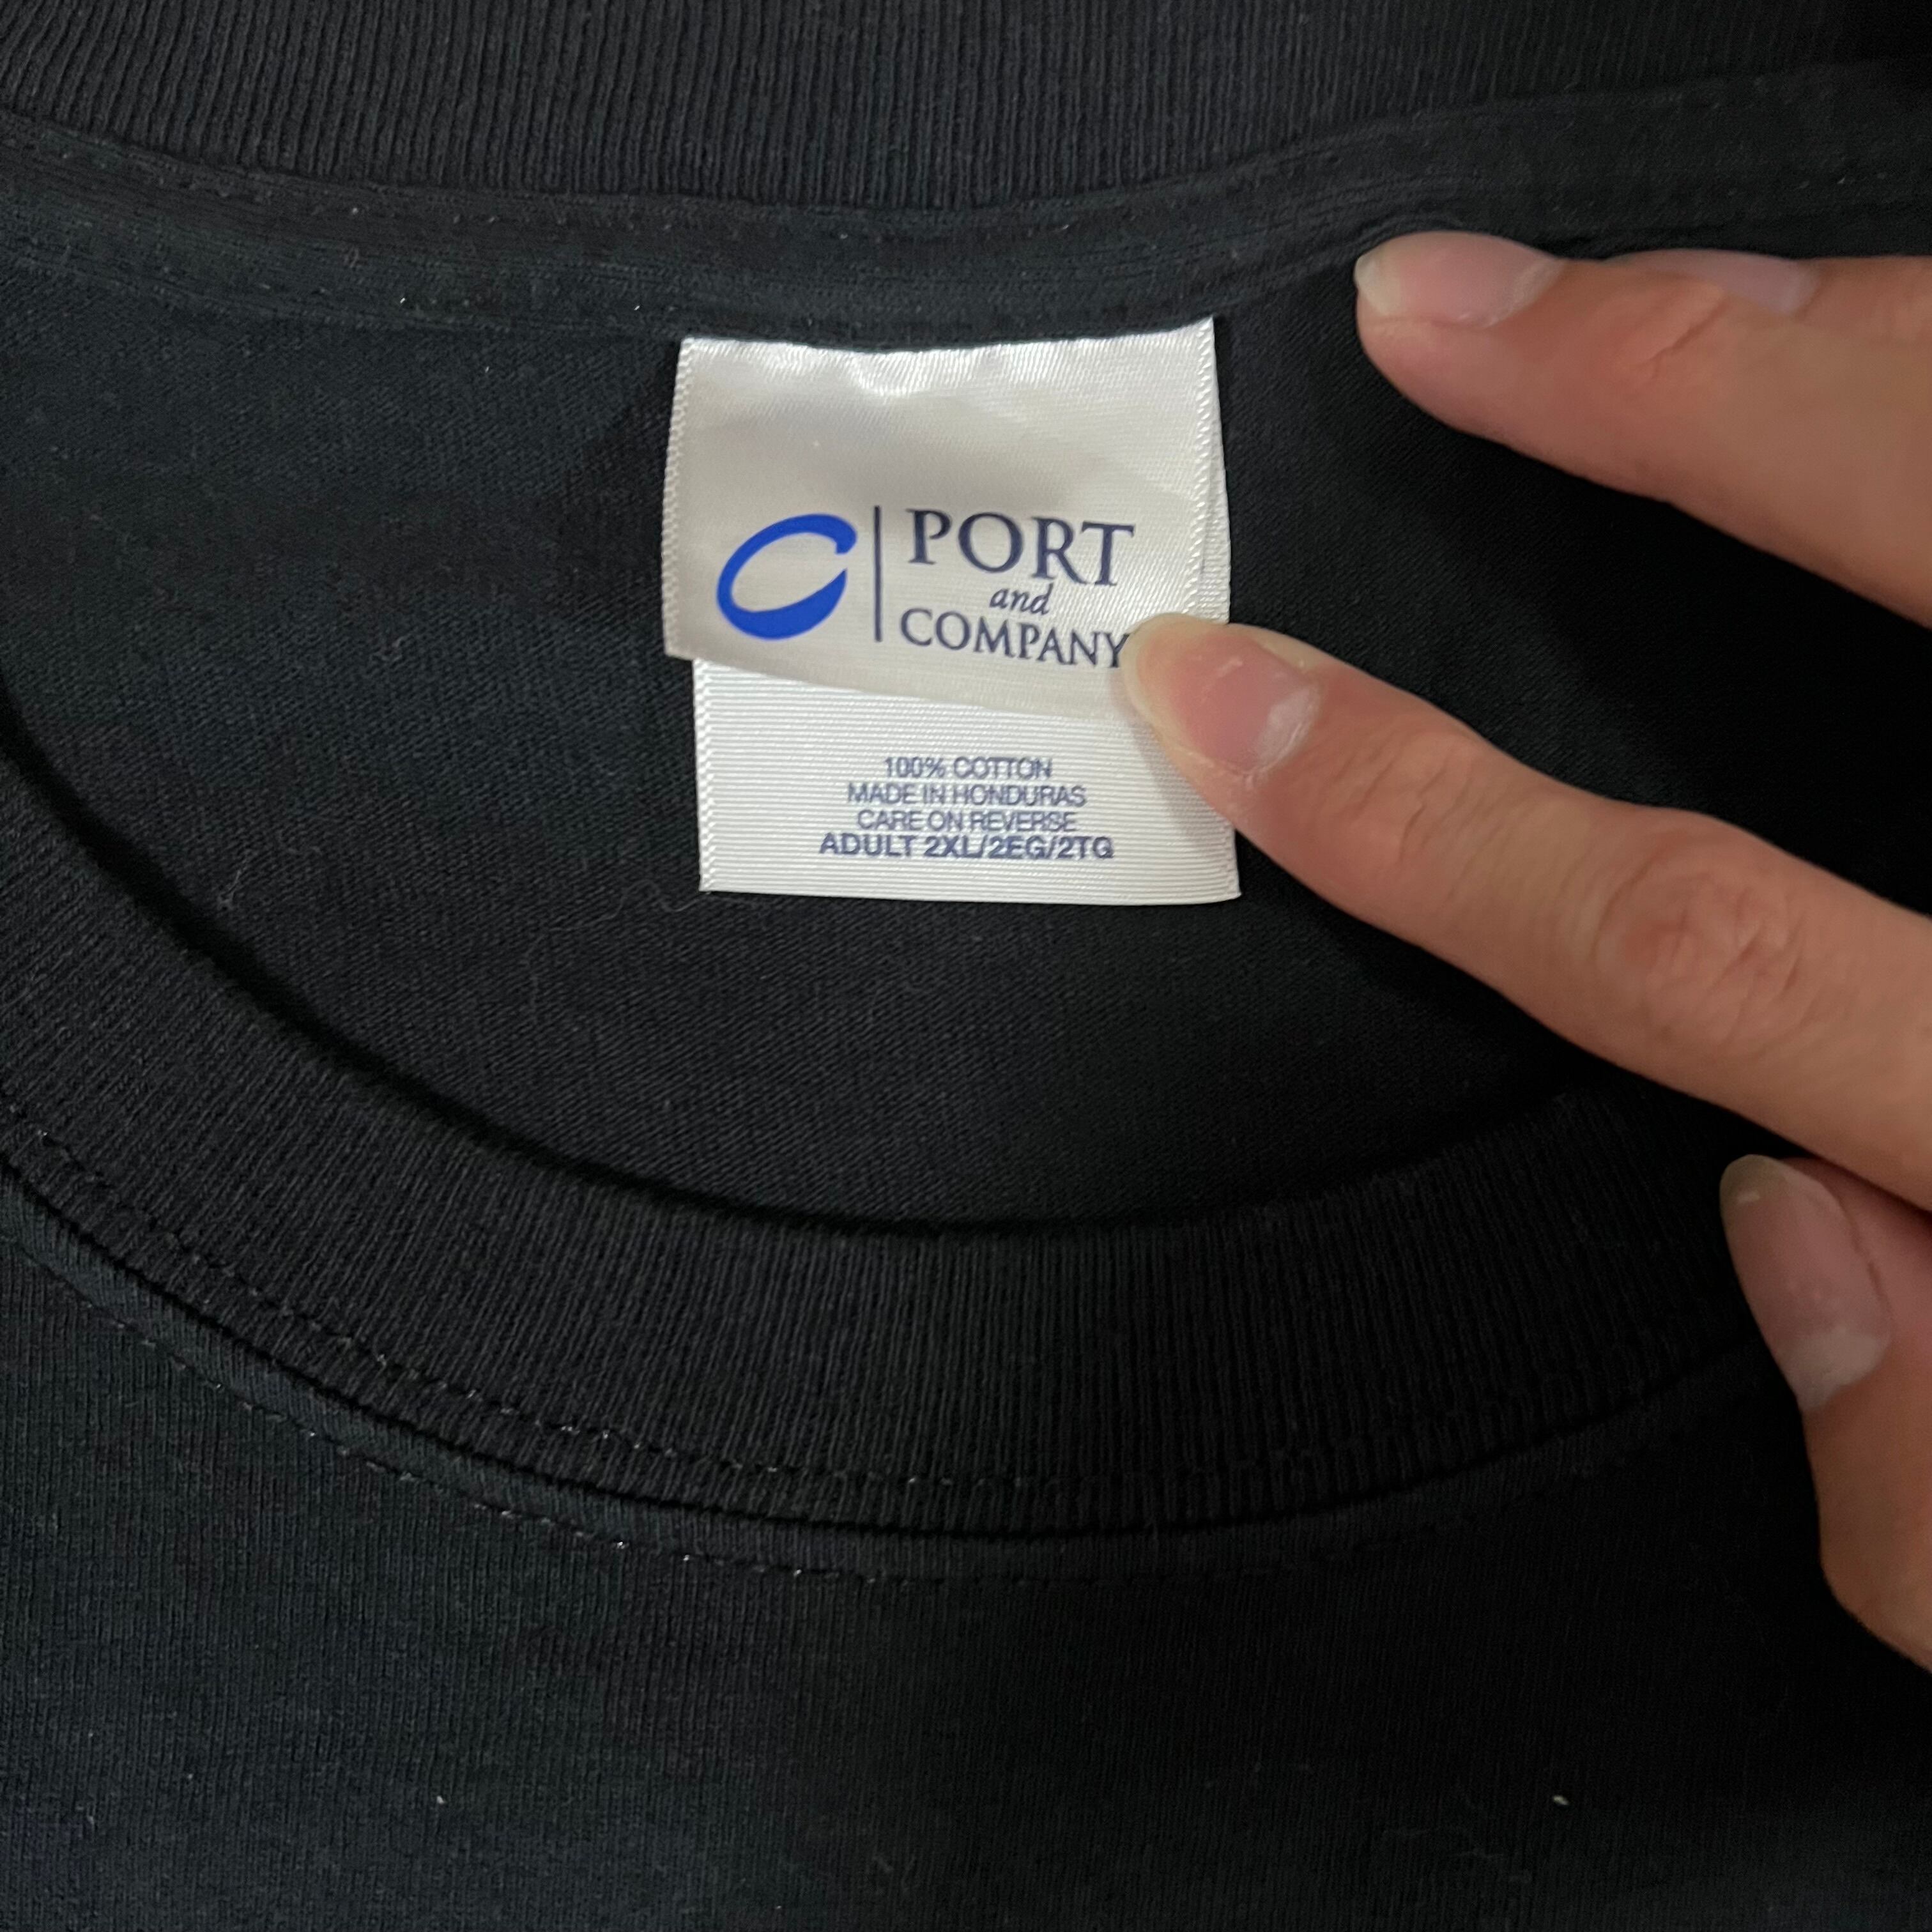 PORT
and
COMPANY
100% COTTON
MADE IN HONDURAS
CARE ON REVERSE
ADULT 2XL/2EG/2TG